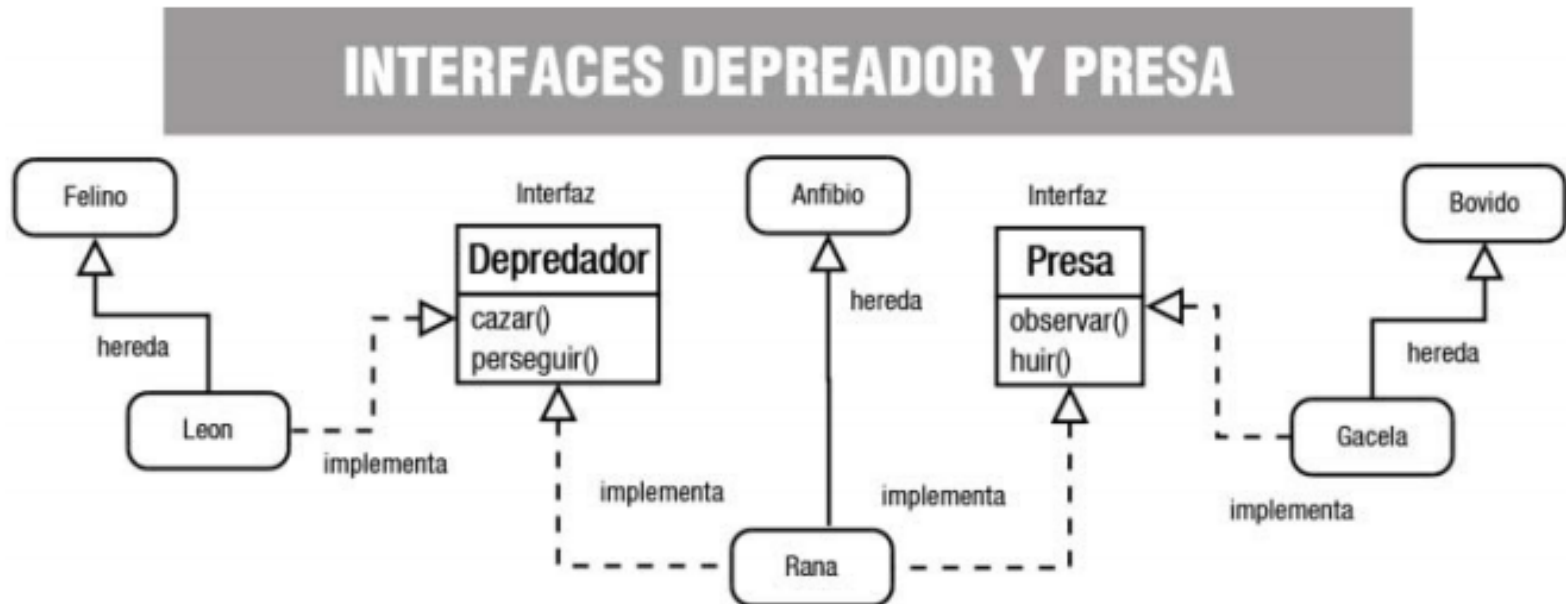 INTERFACES DEPREADOR Y PRESA
Felino
Interfaz
Anfibio
Interfaz
Bovido
Depredador
Presa
hereda
cazar()
observar()
hereda
perseguir()
huir()
hereda
Leon
Gacela
implementa
implementa
implementa
implementa
Rana